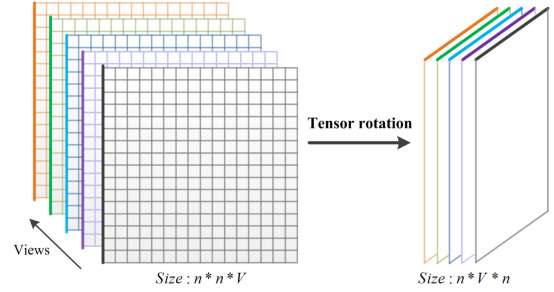 Tensor rotation
Views
Size : n * n * V
Size : n * V * n